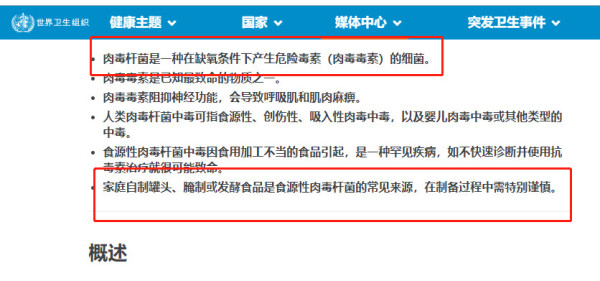 世界卫生组织 健康主题 国家 媒体中心 突发卫生事件
• 肉毒杆菌是一种在缺氧条件下产生危险毒素（肉毒毒素）的细菌。
• 肉毒毒素是已知最致命的物质之一。
• 肉毒毒素阻抑神经功能，会导致呼吸肌和肌肉麻痹。
• 人类肉毒杆菌中毒可指食源性、创伤性、吸入性肉毒中毒，以及婴儿肉毒中毒或其他类型的
中毒。
• 食源性肉毒杆菌中毒因食用加工不当的食品引起，是一种罕见疾病，如不快速诊断并使用抗
毒素治疗就很可能致命。
• 家庭自制罐头、腌制或发酵食品是食源性肉毒杆菌的常见来源，在制备过程中需特别谨慎。
概述